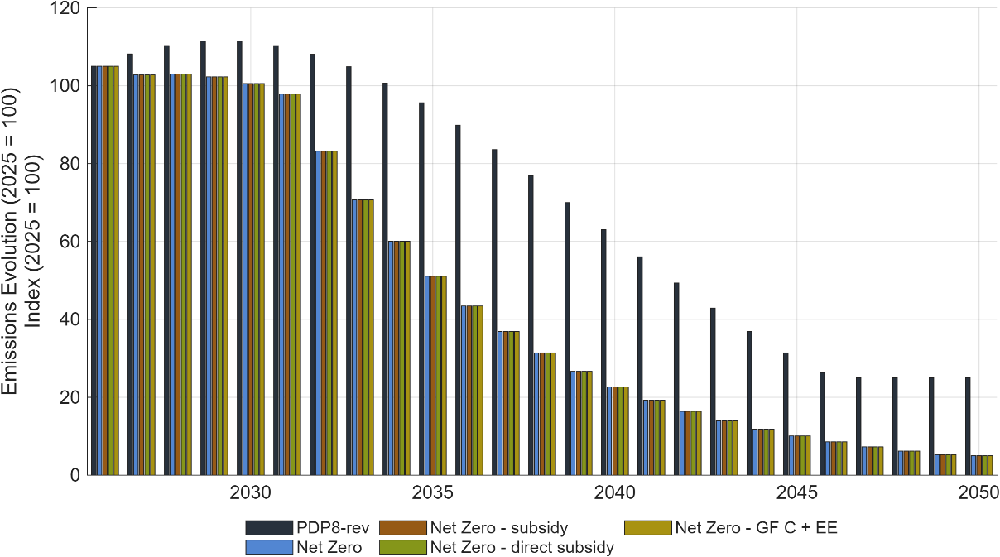 Emissions Evolution (2025 = 100)
Index (2025 = 100)
120
100
80
60
40
20
0
2030 2035 2040 2045 2050
PDP8-rev Net Zero - subsidy Net Zero - GF C + EE
Net Zero Net Zero - direct subsidy